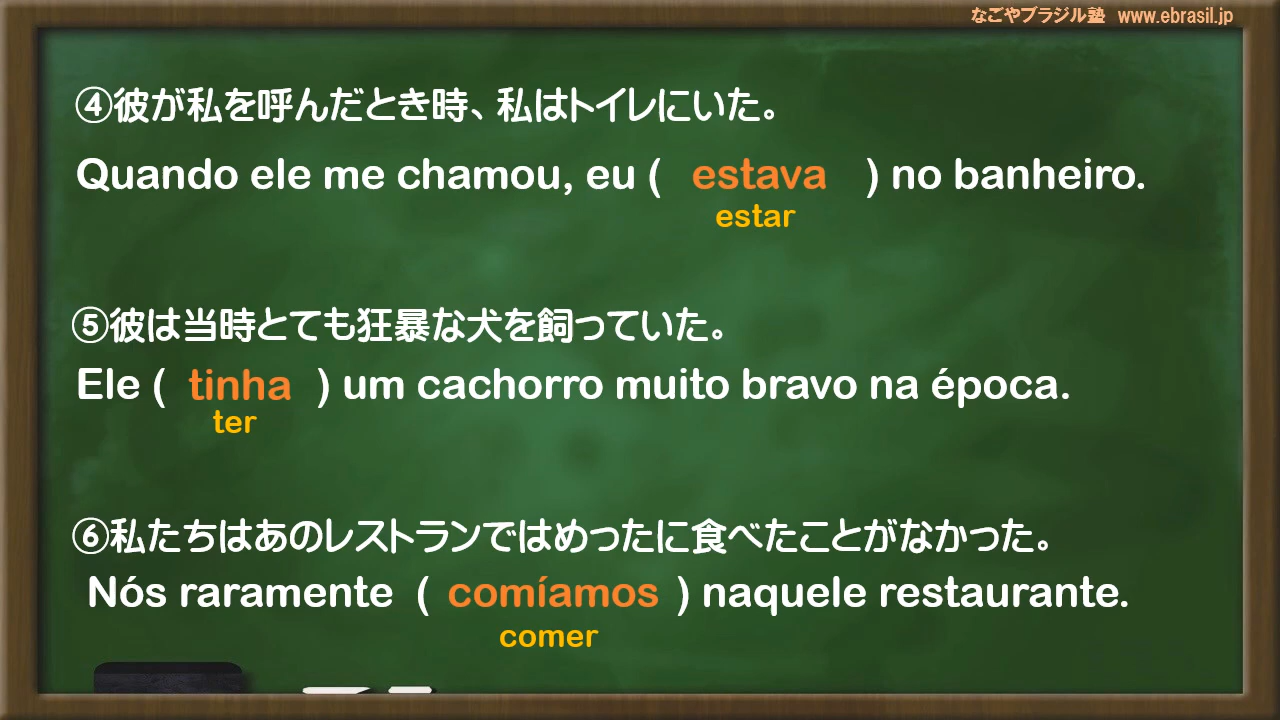 なごやブラジル塾 www.ebrasil.jp
④彼が私を呼んだとき時、私はトイレにいた。
Quando ele me chamou, eu ( estava ) no banheiro.
estar
⑤彼は当時とても狂暴な犬を飼っていた。
Ele ( tinha ) um cachorro muito bravo na época.
ter
⑥私たちはあのレストランではめったに食べたことがなかった。
Nós raramente ( comíamos ) naquele restaurante.
comer